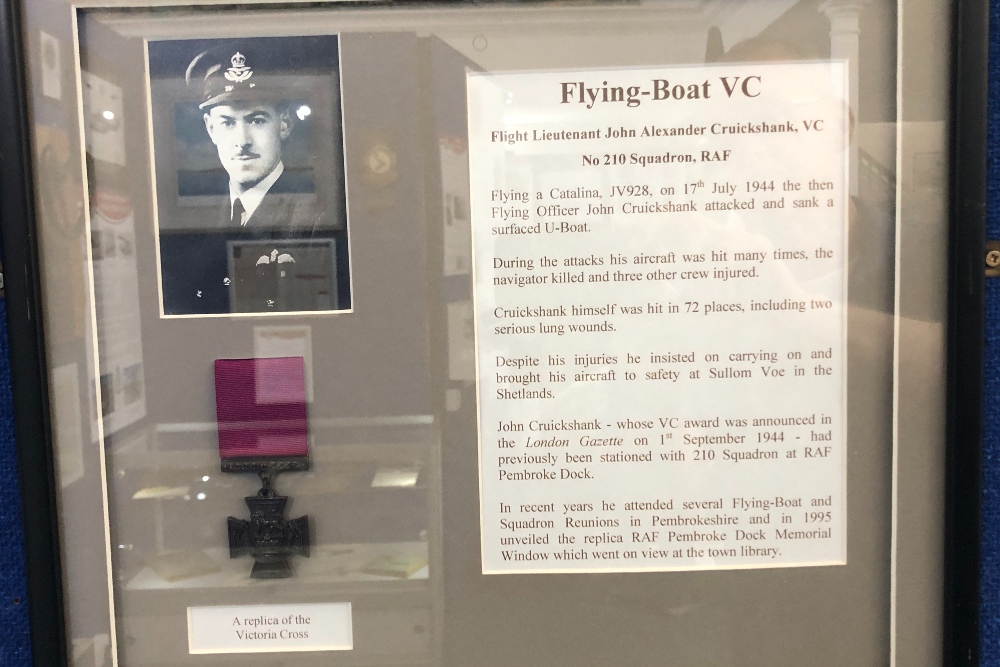 Flying-Boat VC
Flight Lieutenant John Alexander Cruickshank, VC
No 210 Squadron, RAF
Flying a Catalina, JV928, on 17th July 1944 the then
Flying Officer John Cruickshank attacked and sank a
surfaced U-Boat.
During the attacks his aircraft was hit many times, the
navigator killed and three other crew injured.
Cruickshank himself was hit in 72 places, including two
serious lung wounds.
Despite his injuries he insisted on carrying on and
brought his aircraft to safety at Sullom Voe in the
Shetlands.
John Cruickshank - whose VC award was announced in
the London Gazette on 1st September 1944 - had
previously been stationed with 210 Squadron at RAF
Pembroke Dock.
In recent years he attended several Flying-Boat and
Squadron Reunions in Pembrokeshire and in 1995
unveiled the replica RAF Pembroke Dock Memorial
Window which went on view at the town library.
A replica of the
Victoria Cross